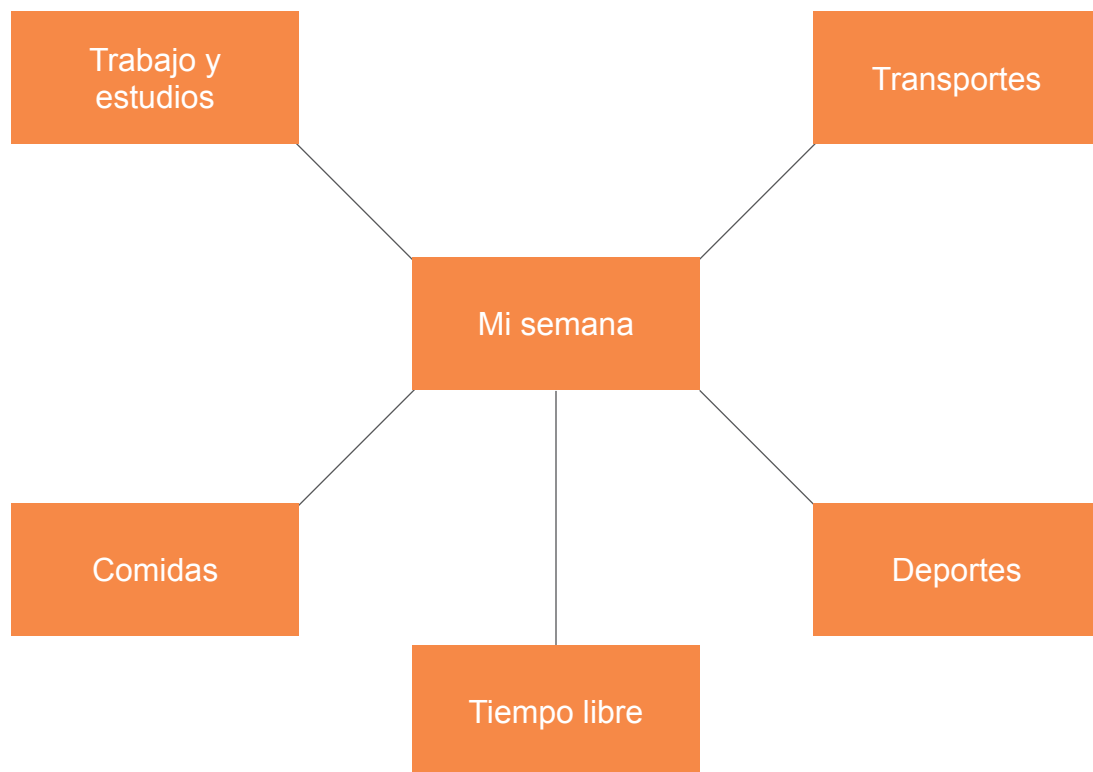 Trabajo y
estudios
Transportes
Mi semana
Comidas
Deportes
Tiempo libre